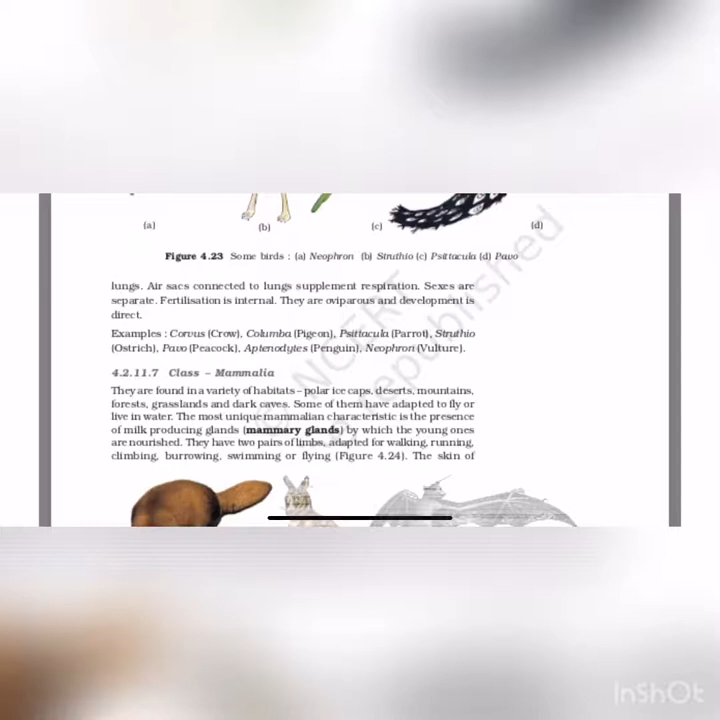 (a) (b) (c) (d)
Figure 4.23 Some birds : (a) Neophron (b) Struthio (c) Psittacula (d) Pavo
lungs. Air sacs connected to lungs supplement respiration. Sexes are
separate. Fertilisation is internal. They are oviparous and development is
direct.
Examples : Corvus (Crow), Columba (Pigeon), Psittacula (Parrot), Struthio
(Ostrich), Pavo (Peacock), Aptenodytes (Penguin), Neophron (Vulture).
4.2.11.7 Class – Mammalia
They are found in a variety of habitats – polar ice caps, deserts, mountains,
forests, grasslands and dark caves. Some of them have adapted to fly or
live in water. The most unique mammalian characteristic is the presence
of milk producing glands (mammary glands) by which the young ones
are nourished. They have two pairs of limbs, adapted for walking, running,
climbing, burrowing, swimming or flying (Figure 4.24). The skin of
NCERT
republished
InShOt